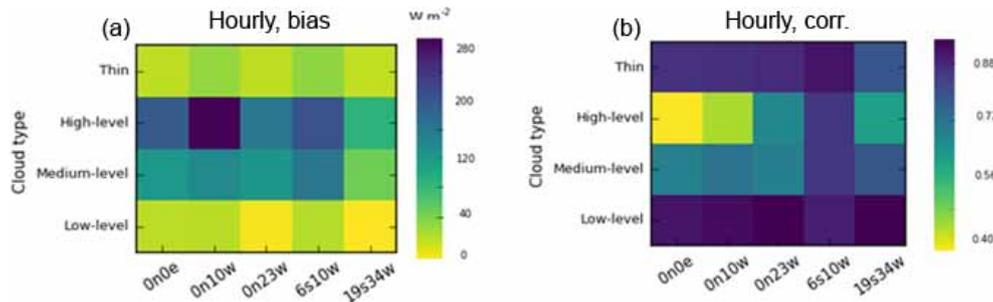 (a) Hourly, bias
W m-2
Cloud type
Thin
High-level
Medium-level
Low-level
0n0e 0n10w 0n23w 6s10w 19s34w
280
200
120
40
0
(b) Hourly, corr.
Cloud type
Thin
High-level
Medium-level
Low-level
0n0e 0n10w 0n23w 6s10w 19s34w
0.88
0.72
0.56
0.40